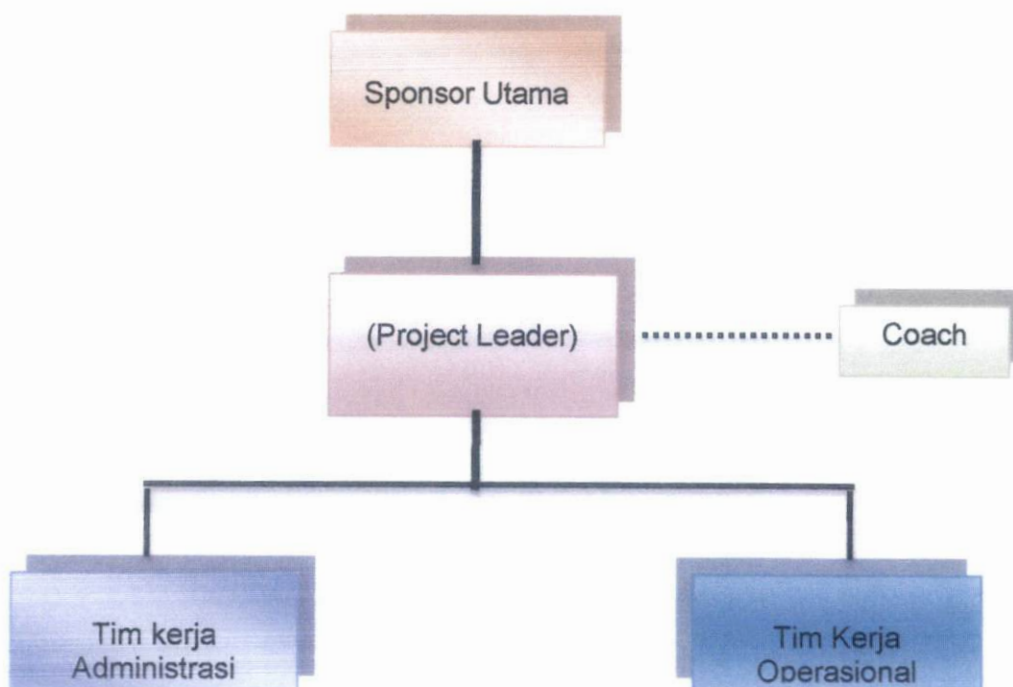 Sponsor Utama
(Project Leader)
Coach
Tim kerja
Administrasi
Tim Kerja
Operasional